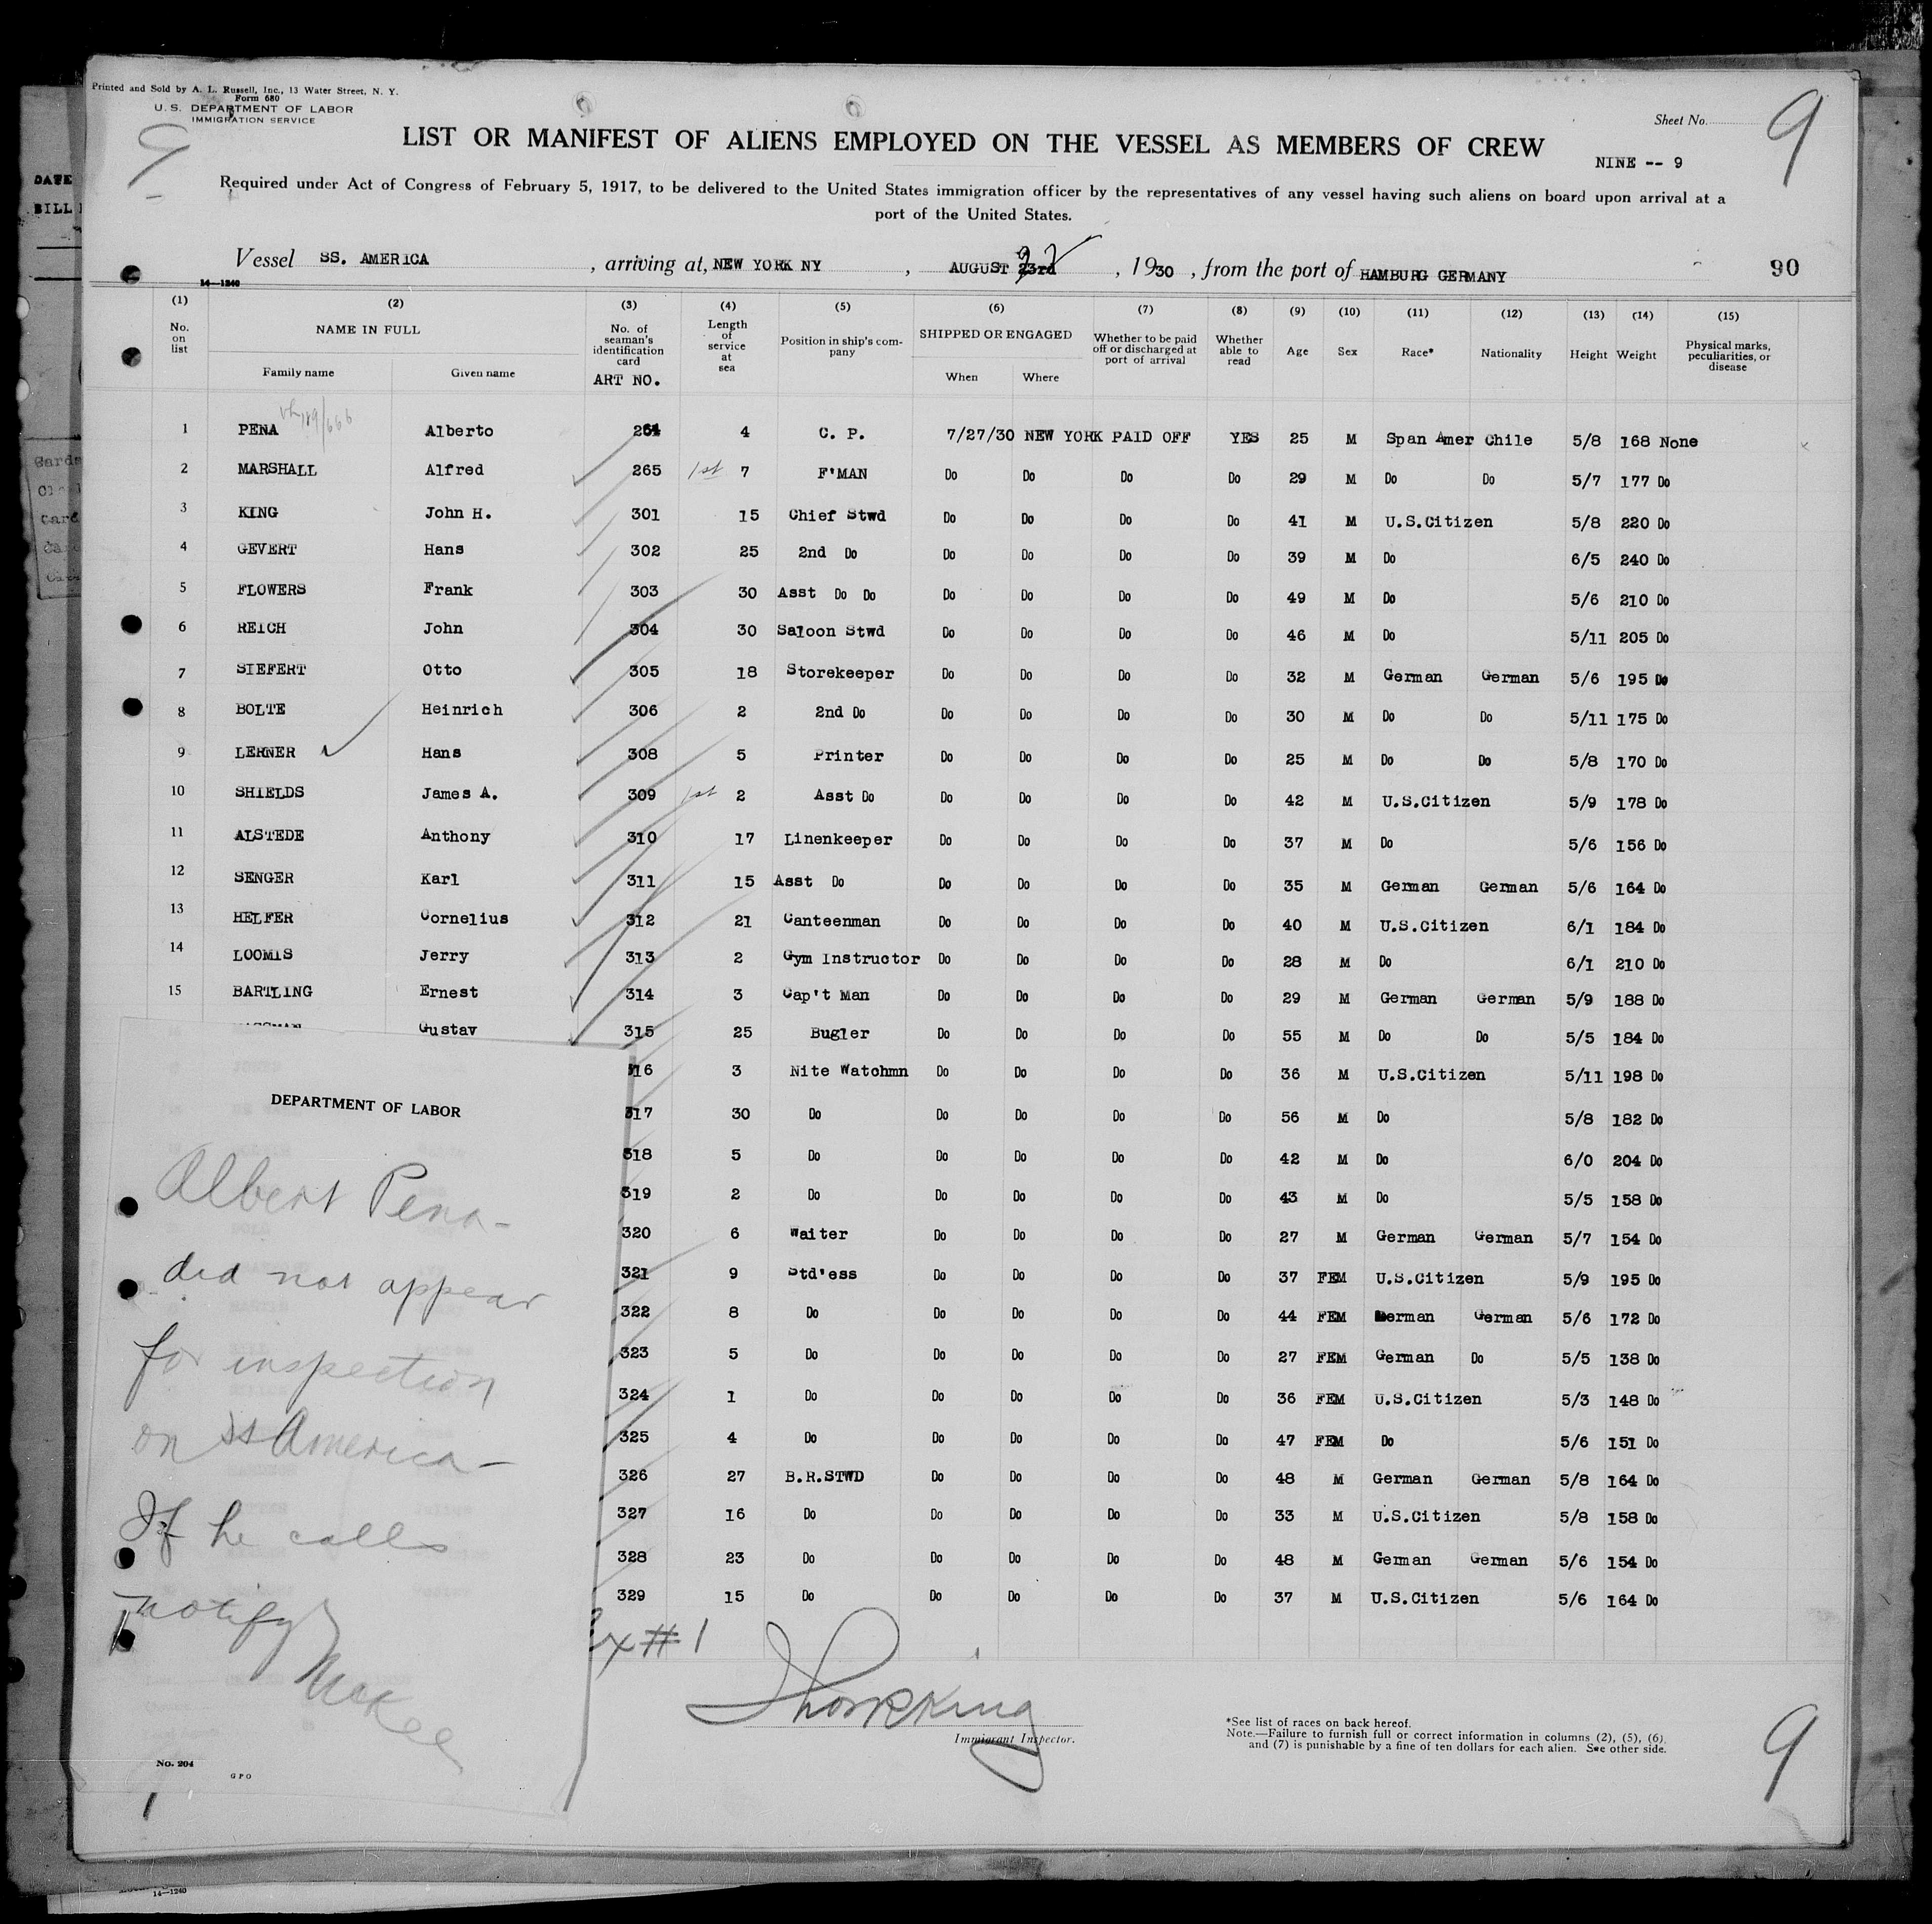 Printed and Sold by A. L. Russell, Inc., 13 Water Street, N. Y.
Form 680
U. S. DEPARTMENT OF LABOR
IMMIGRATION SERVICE
Sheet No.
9
9
LIST OR MANIFEST OF ALIENS EMPLOYED ON THE VESSEL AS MEMBERS OF CREW
NINE -- 9
Required under Act of Congress of February 5, 1917, to be delivered to the United States immigration officer by the representatives of any vessel having such aliens on board upon arrival at a
port of the United States.
Vessel SS. AMERICA , arriving at, NEW YORK NY , AUGUST 23rd 22 , 1930 , from the port of HAMBURG GERMANY 90
14—1240
(1) (2) (3) (4) (5) (6) (7) (8) (9) (10) (11) (12) (13) (14) (15)
No. on list NAME IN FULL Family name Given name No. of seaman's identification card ART NO. Length of service at sea Position in ship's company SHIPPED OR ENGAGED When Where Whether to be paid off or discharged at port of arrival Whether able to read Age Sex Race* Nationality Height Weight Physical marks, peculiarities, or disease
1 PENA Alberto 264 4 C. P. 7/27/30 NEW YORK PAID OFF YES 25 M Span Amer Chile 5/8 168 None
2 MARSHALL Alfred 265 1st 7 F'MAN Do Do Do Do 29 M Do Do 5/7 177 Do
3 KING John H. 301 15 Chief Stwd Do Do Do Do 41 M U.S.Citizen 5/8 220 Do
4 GEVERT Hans 302 25 2nd Do Do Do Do Do 39 M Do 6/5 240 Do
5 FLOWERS Frank 303 30 Asst Do Do Do Do Do Do 49 M Do 5/6 210 Do
6 REICH John 304 30 Saloon Stwd Do Do Do Do 46 M Do 5/11 205 Do
7 SIEFERT Otto 305 18 Storekeeper Do Do Do Do 32 M German German 5/6 195 Do
8 BOLTE Heinrich 306 2 2nd Do Do Do Do Do 30 M Do Do 5/11 175 Do
9 LERNER Hans 308 5 Printer Do Do Do Do 25 M Do Do 5/8 170 Do
10 SHIELDS James A. 309 1st 2 Asst Do Do Do Do Do 42 M U.S.Citizen 5/9 178 Do
11 ALSTEDE Anthony 310 17 Linenkeeper Do Do Do Do 37 M Do 5/6 156 Do
12 SENGER Karl 311 15 Asst Do Do Do Do Do 35 M German German 5/6 164 Do
13 HELFER Cornelius 312 21 Canteenman Do Do Do Do 40 M U.S.Citizen 6/1 184 Do
14 LOOMIS Jerry 313 2 Gym Instructor Do Do Do Do 28 M Do 6/1 210 Do
15 BARTLING Ernest 314 3 Cap't Man Do Do Do Do 29 M German German 5/9 188 Do
Gustav 315 25 Bugler Do Do Do Do 55 M Do Do 5/5 184 Do
316 3 Nite Watchmn Do Do Do Do 36 M U.S.Citizen 5/11 198 Do
317 30 Do Do Do Do Do 56 M Do 5/8 182 Do
318 5 Do Do Do Do Do 42 M Do 6/0 204 Do
319 2 Do Do Do Do Do 43 M Do 5/5 158 Do
320 6 Waiter Do Do Do Do 27 M German German 5/7 154 Do
321 9 Std'ess Do Do Do Do 37 FEM U.S.Citizen 5/9 195 Do
322 8 Do Do Do Do Do 44 FEM German German 5/6 172 Do
323 5 Do Do Do Do Do 27 FEM German Do 5/5 138 Do
324 1 Do Do Do Do Do 36 FEM U.S.Citizen 5/3 148 Do
325 4 Do Do Do Do Do 47 FEM Do 5/6 151 Do
326 27 B.R.STWD Do Do Do Do 48 M German German 5/8 164 Do
327 16 Do Do Do Do Do 33 M U.S.Citizen 5/8 158 Do
328 23 Do Do Do Do Do 48 M German German 5/6 154 Do
329 15 Do Do Do Do Do 37 M U.S.Citizen 5/6 164 Do
DEPARTMENT OF LABOR
Albert Pena—
did not appear
for inspection
on SS America—
If he calls
notify
McKee
No. 204
GPO
Ex #1
Immigrant Inspector.
*See list of races on back hereof.
Note.—Failure to furnish full or correct information in columns (2), (5), (6)
and (7) is punishable by a fine of ten dollars for each alien. See other side.
9
14—1240
DATE
BILL